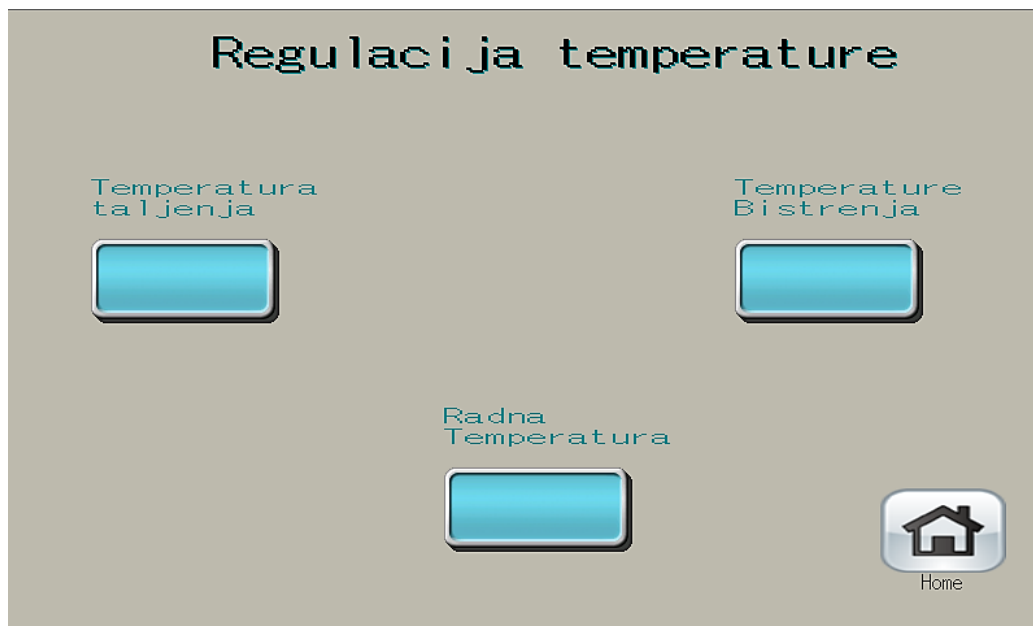 Regulacija temperature
Temperatura
taljenja
Temperature
Bistrenja
Radna
Temperatura
Home